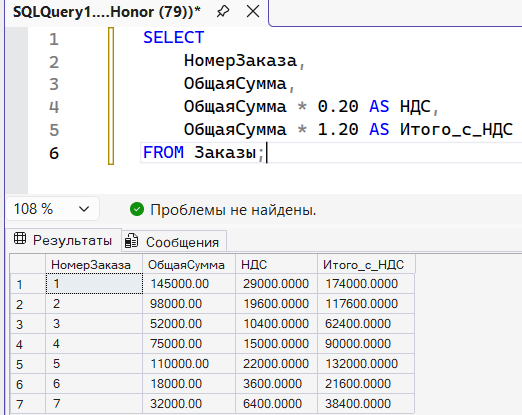 SQLQuery1....Honor (79))*
1 SELECT
2 НомерЗаказа,
3 ОбщаяСумма,
4 ОбщаяСумма * 0.20 AS НДС,
5 ОбщаяСумма * 1.20 AS Итого_с_НДС
6 FROM Заказы;
108 % Проблемы не найдены.
Результаты Сообщения
НомерЗаказа ОбщаяСумма НДС Итого_с_НДС
1 1 145000.00 29000.0000 174000.0000
2 2 98000.00 19600.0000 117600.0000
3 3 52000.00 10400.0000 62400.0000
4 4 75000.00 15000.0000 90000.0000
5 5 110000.00 22000.0000 132000.0000
6 6 18000.00 3600.0000 21600.0000
7 7 32000.00 6400.0000 38400.0000